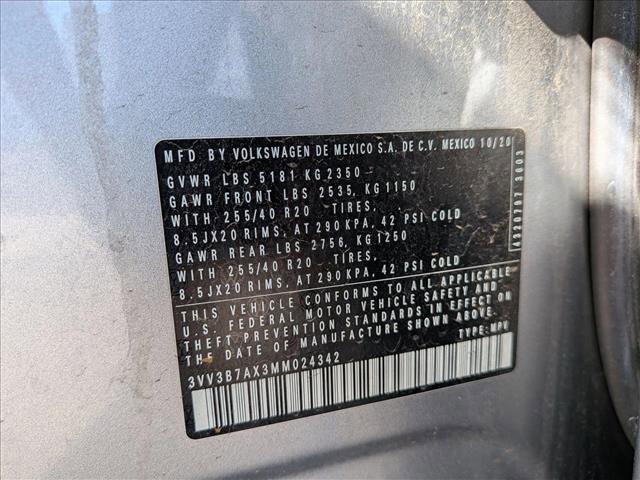 MFD BY VOLKSWAGEN DE MEXICO S.A. DE C.V. MEXICO 10/20
GVWR LBS 5181 KG 2350
GAWR FRONT LBS 2535, KG 1150
WITH 255/40 R20 - TIRES,
8.5JX20 RIMS, AT 290 KPA, 42 PSI COLD
GAWR REAR LBS 2756, KG 1250
WITH 255/40 R20 - TIRES,
8.5JX20 RIMS, AT 290 KPA, 42 PSI COLD
THIS VEHICLE CONFORMS TO ALL APPLICABLE
U.S. FEDERAL MOTOR VEHICLE SAFETY AND
THEFT PREVENTION STANDARDS IN EFFECT ON
THE DATE OF MANUFACTURE SHOWN ABOVE.
TYPE: MPV
3VV3B7AX3MM024342